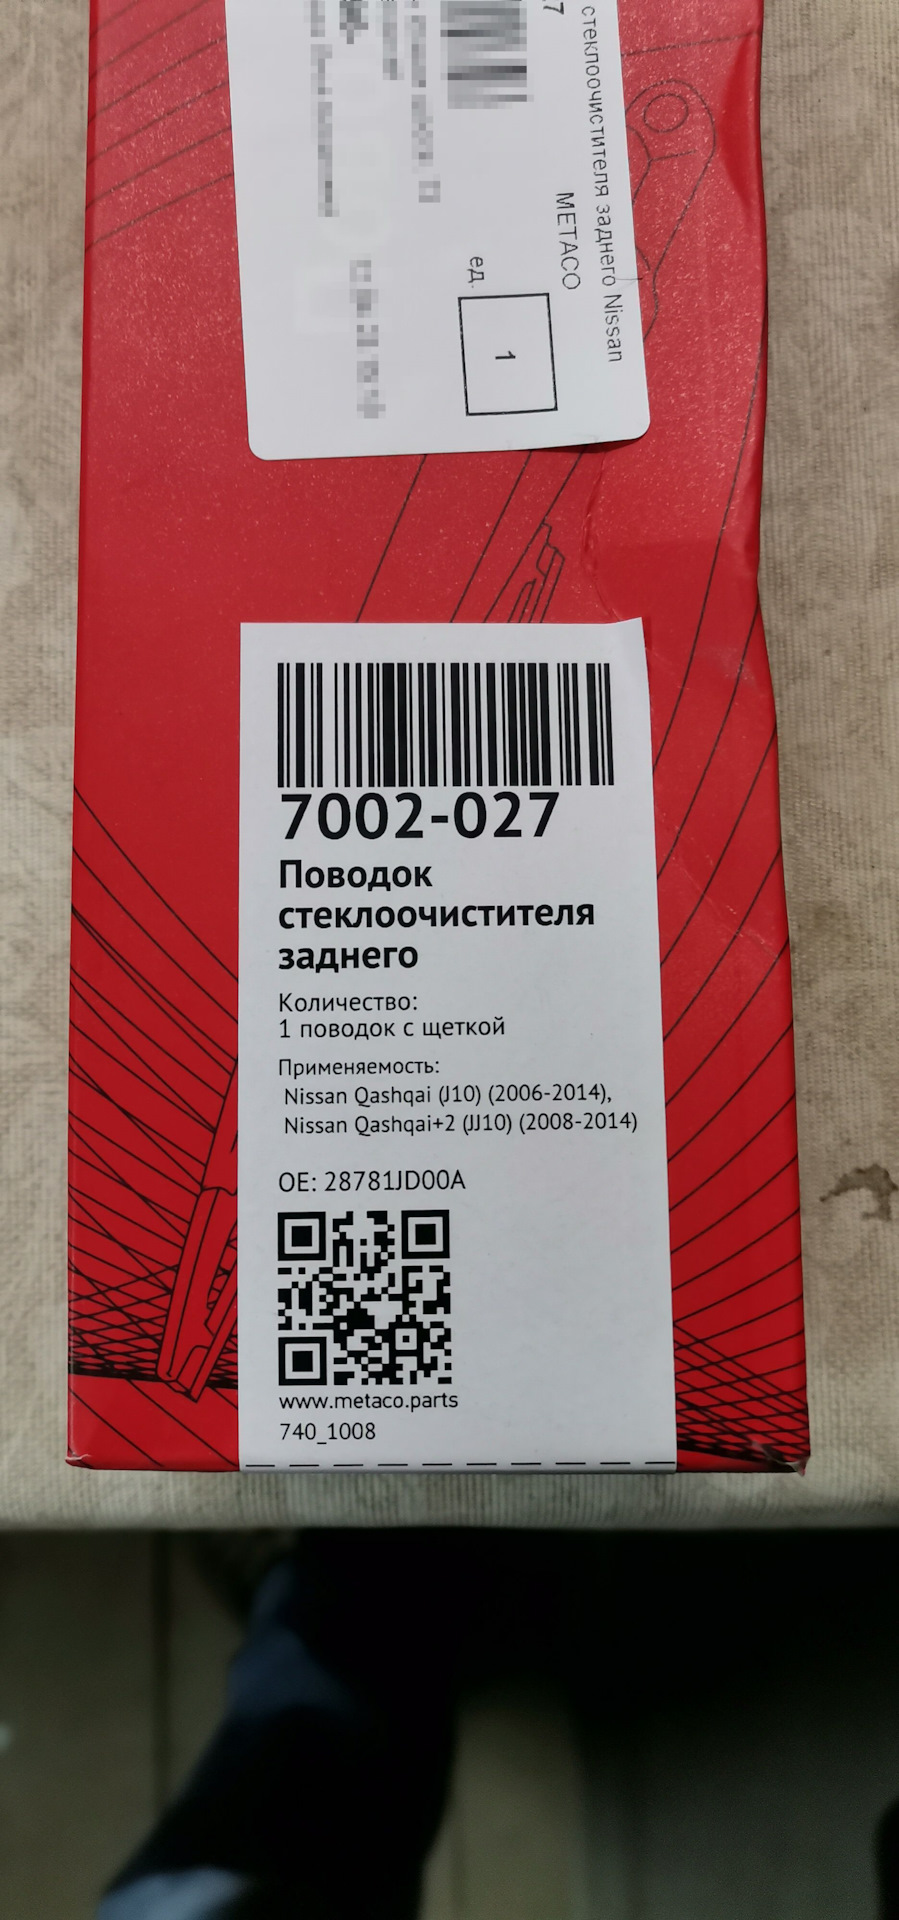 стеклоочистителя заднего Nissan
METACO
ед.
1
7002-027
Поводок
стеклоочистителя
заднего
Количество:
1 поводок с щеткой
Применяемость:
Nissan Qashqai (J10) (2006-2014),
Nissan Qashqai+2 (JJ10) (2008-2014)
OE: 28781JD00A
www.metaco.parts
740_1008